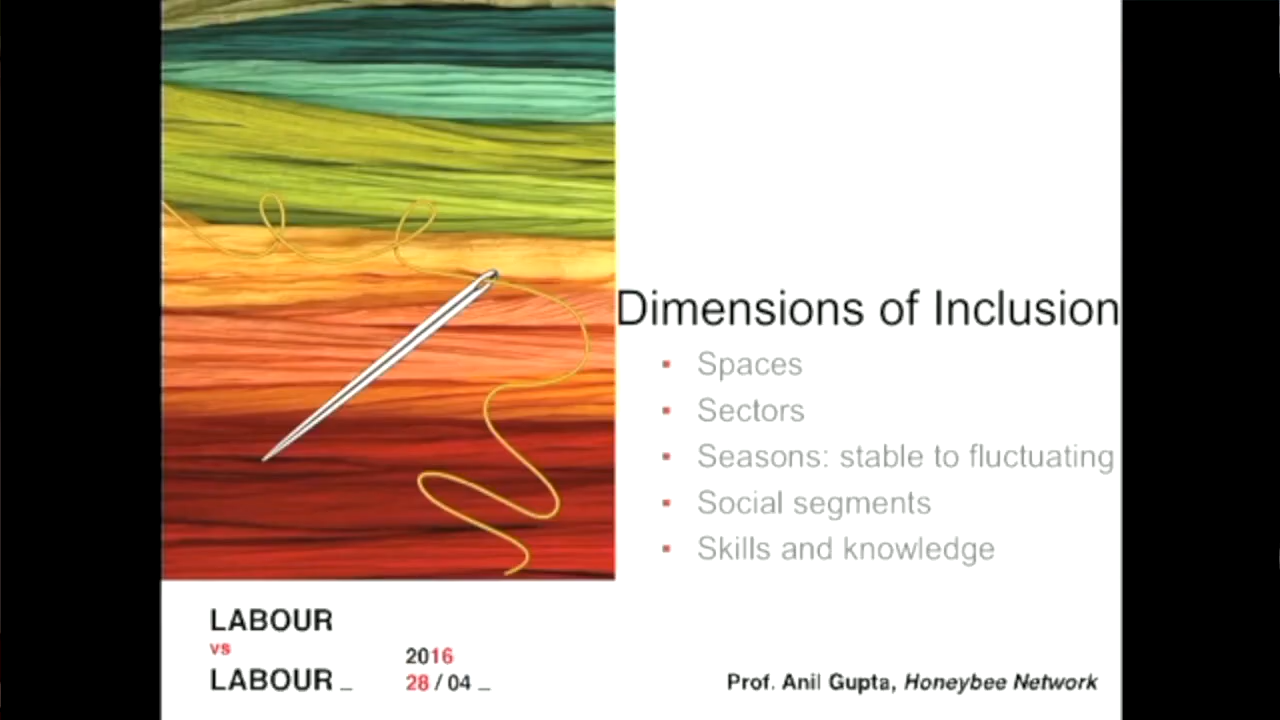 Dimensions of Inclusion
▪ Spaces
▪ Sectors
▪ Seasons: stable to fluctuating
▪ Social segments
▪ Skills and knowledge
LABOUR
vs
LABOUR _
2016
28 / 04 _
Prof. Anil Gupta, Honeybee Network